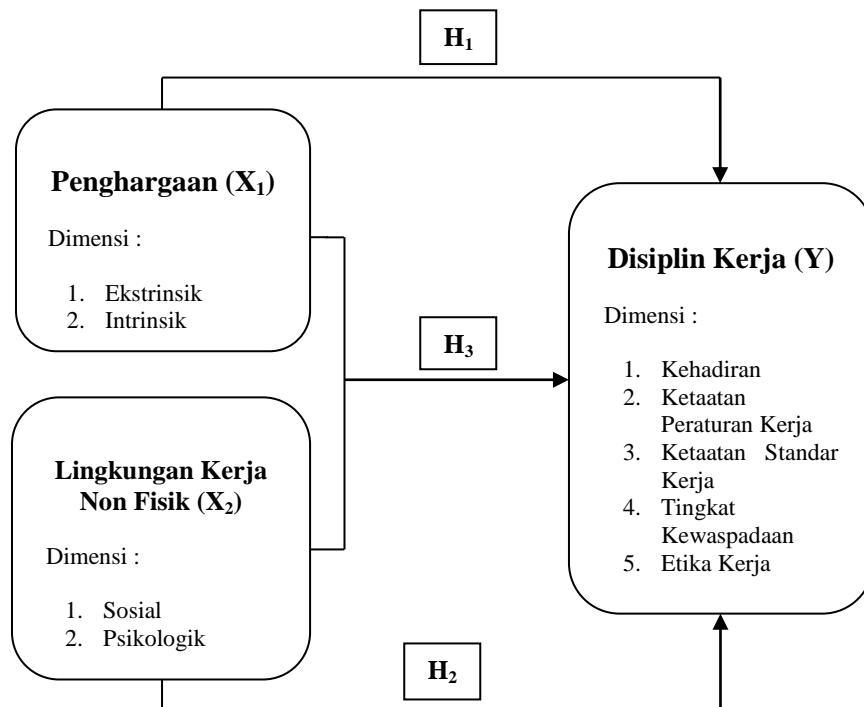 H₁
Penghargaan (X₁)
Dimensi :
1. Ekstrinsik
2. Intrinsik
Disiplin Kerja (Y)
Dimensi :
1. Kehadiran
2. Ketaatan
Peraturan Kerja
3. Ketaatan Standar
Kerja
4. Tingkat
Kewaspadaan
5. Etika Kerja
H₃
Lingkungan Kerja
Non Fisik (X₂)
Dimensi :
1. Sosial
2. Psikologik
H₂